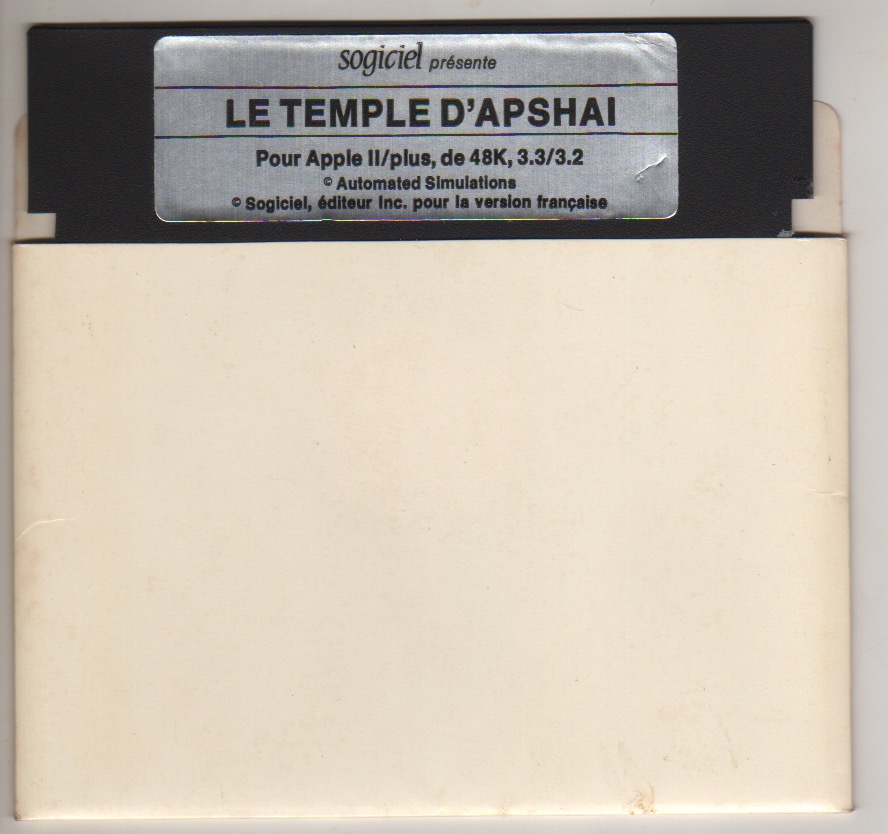 sogiciel présente
LE TEMPLE D'APSHAI
Pour Apple II/plus, de 48K, 3.3/3.2
© Automated Simulations
© Sogiciel, éditeur Inc. pour la version française